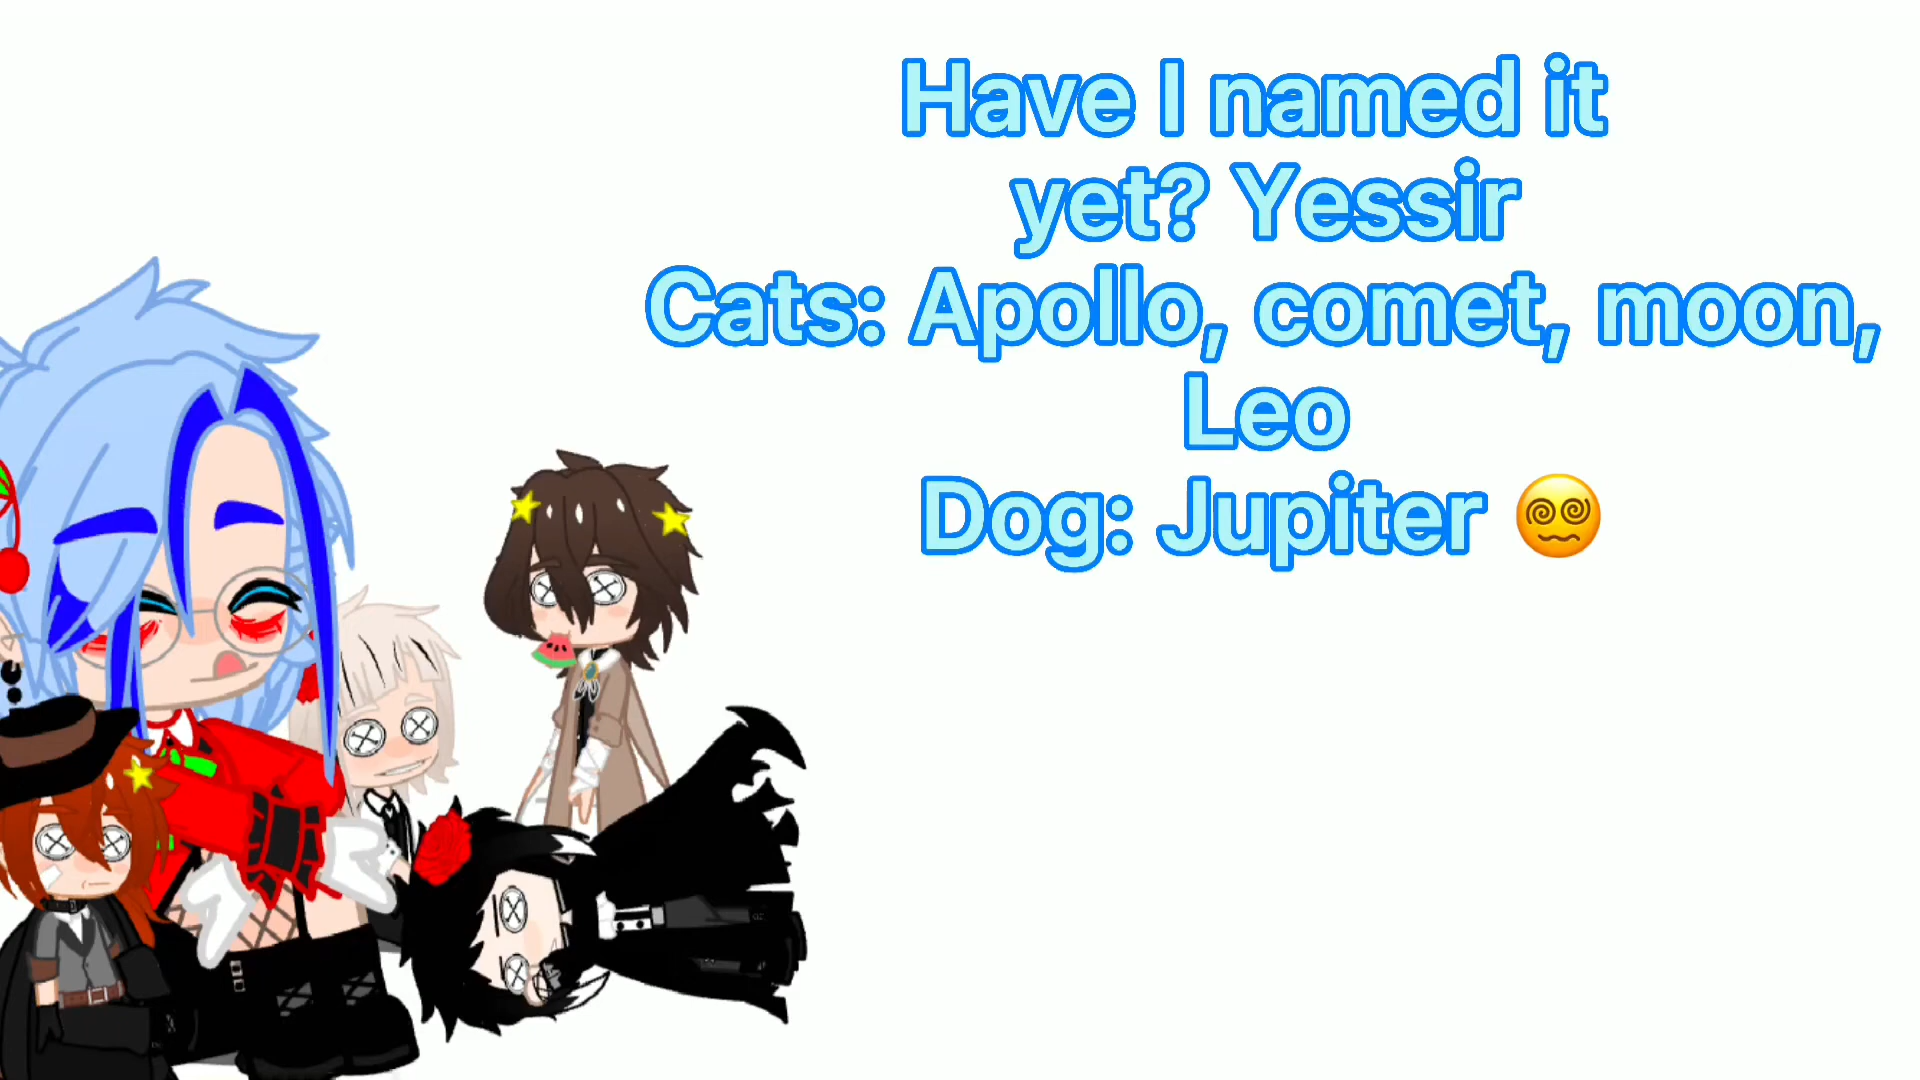 Have I named it
yet? Yessir
Cats: Apollo, comet, moon,
Leo
Dog: Jupiter 😵‍💫